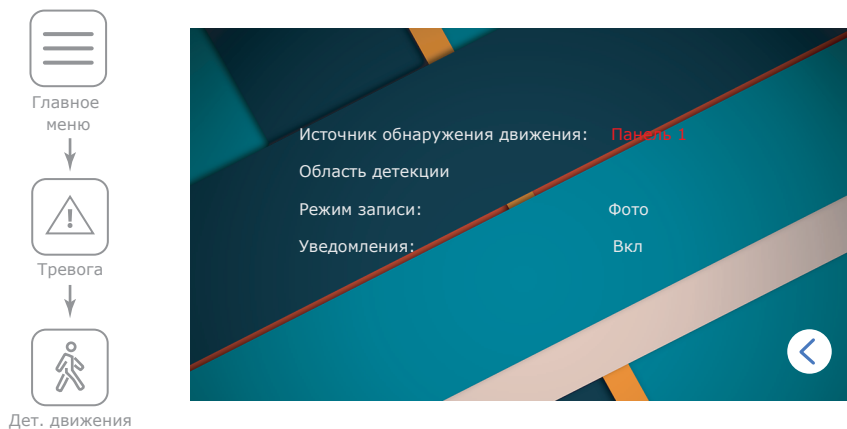 Главное
меню
Тревога
Дет. движения
Источник обнаружения движения: Панель 1
Область детекции
Режим записи: Фото
Уведомления: Вкл